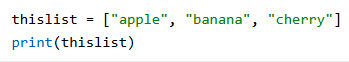 thislist = ["apple", "banana", "cherry"]
print(thislist)